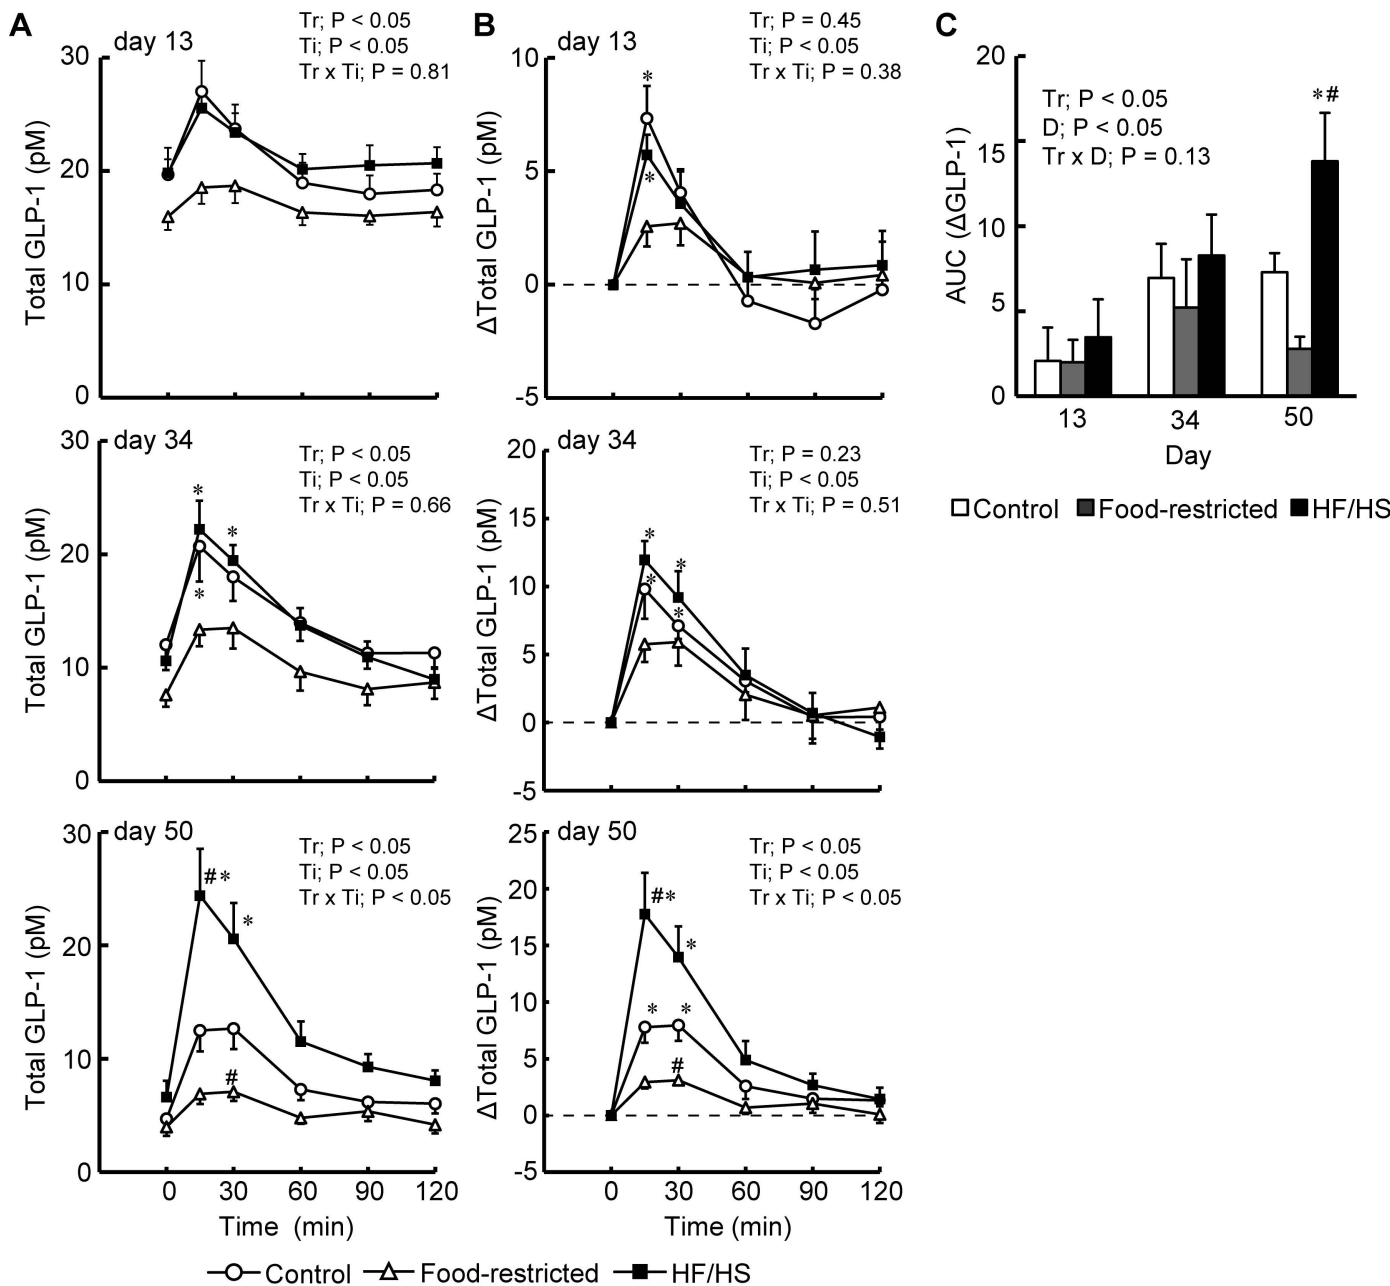 A
day 13
Tr; P < 0.05
Ti; P < 0.05
Tr x Ti; P = 0.81
Total GLP-1 (pM)
30
20
10
0
day 34
Tr; P < 0.05
Ti; P < 0.05
Tr x Ti; P = 0.66
Total GLP-1 (pM)
30
20
10
0
*
*
*
day 50
Tr; P < 0.05
Ti; P < 0.05
Tr x Ti; P < 0.05
Total GLP-1 (pM)
30
20
10
0
#*
*
#
0 30 60 90 120
Time (min)
B
day 13
Tr; P = 0.45
Ti; P < 0.05
Tr x Ti; P = 0.38
ΔTotal GLP-1 (pM)
10
5
0
-5
*
*
day 34
Tr; P = 0.23
Ti; P < 0.05
Tr x Ti; P = 0.51
ΔTotal GLP-1 (pM)
20
15
10
5
0
-5
*
*
*
*
day 50
Tr; P < 0.05
Ti; P < 0.05
Tr x Ti; P < 0.05
ΔTotal GLP-1 (pM)
25
20
15
10
5
0
-5
#*
*
* *
#
0 30 60 90 120
Time (min)
Control Food-restricted HF/HS
C
Tr; P < 0.05
D; P < 0.05
Tr x D; P = 0.13
*#
AUC (ΔGLP-1)
20
15
10
5
0
13 34 50
Day
Control Food-restricted HF/HS